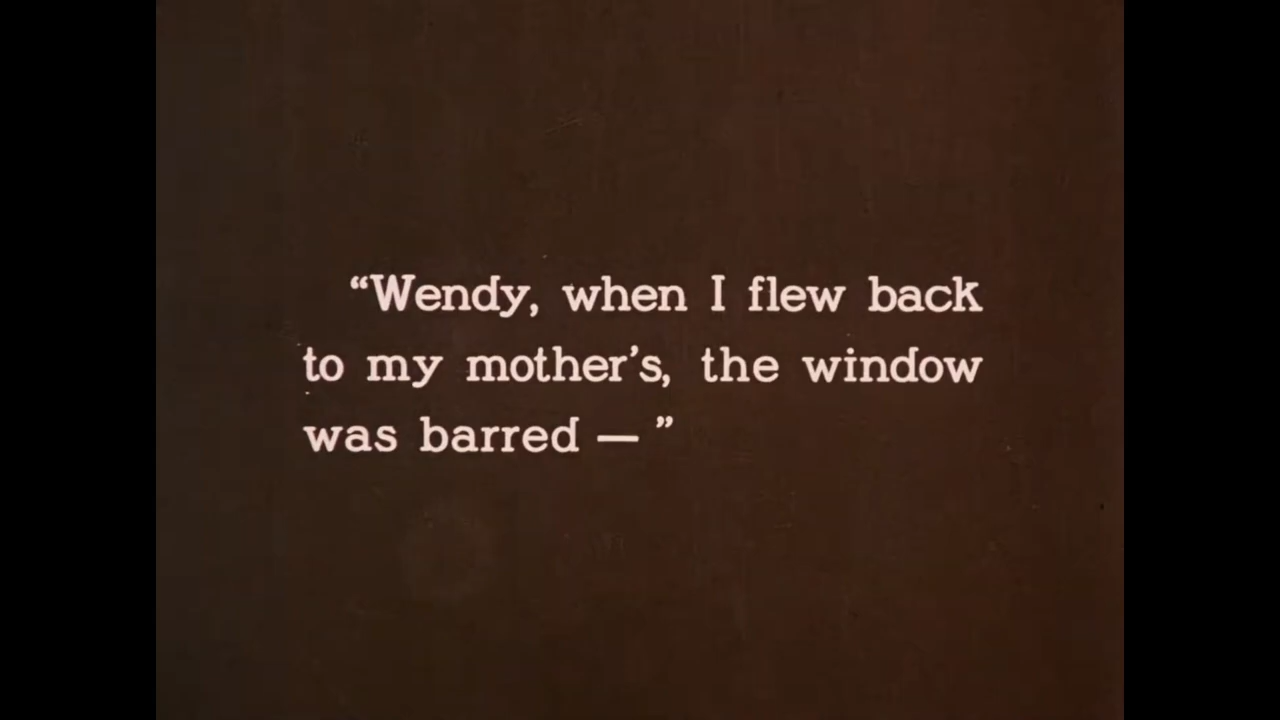 “Wendy, when I flew back
to my mother’s, the window
was barred — ”